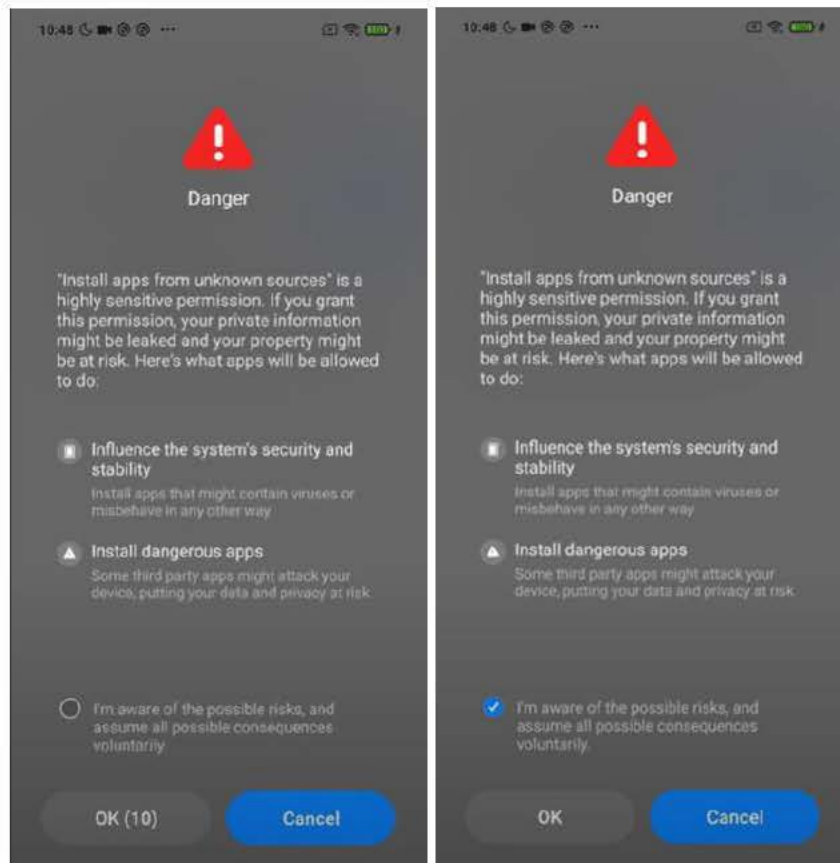 10:48
Danger
"Install apps from unknown sources" is a
highly sensitive permission. If you grant
this permission, your private information
might be leaked and your property might
be at risk. Here's what apps will be allowed
to do:
Influence the system's security and
stability
Install apps that might contain viruses or
misbehave in any other way
Install dangerous apps
Some third party apps might attack your
device, putting your data and privacy at risk
I'm aware of the possible risks, and
assume all possible consequences
voluntarily.
OK (10)
Cancel
10:48
Danger
"Install apps from unknown sources" is a
highly sensitive permission. If you grant
this permission, your private information
might be leaked and your property might
be at risk. Here's what apps will be allowed
to do:
Influence the system's security and
stability
Install apps that might contain viruses or
misbehave in any other way
Install dangerous apps
Some third party apps might attack your
device, putting your data and privacy at risk
I'm aware of the possible risks, and
assume all possible consequences
voluntarily.
OK
Cancel